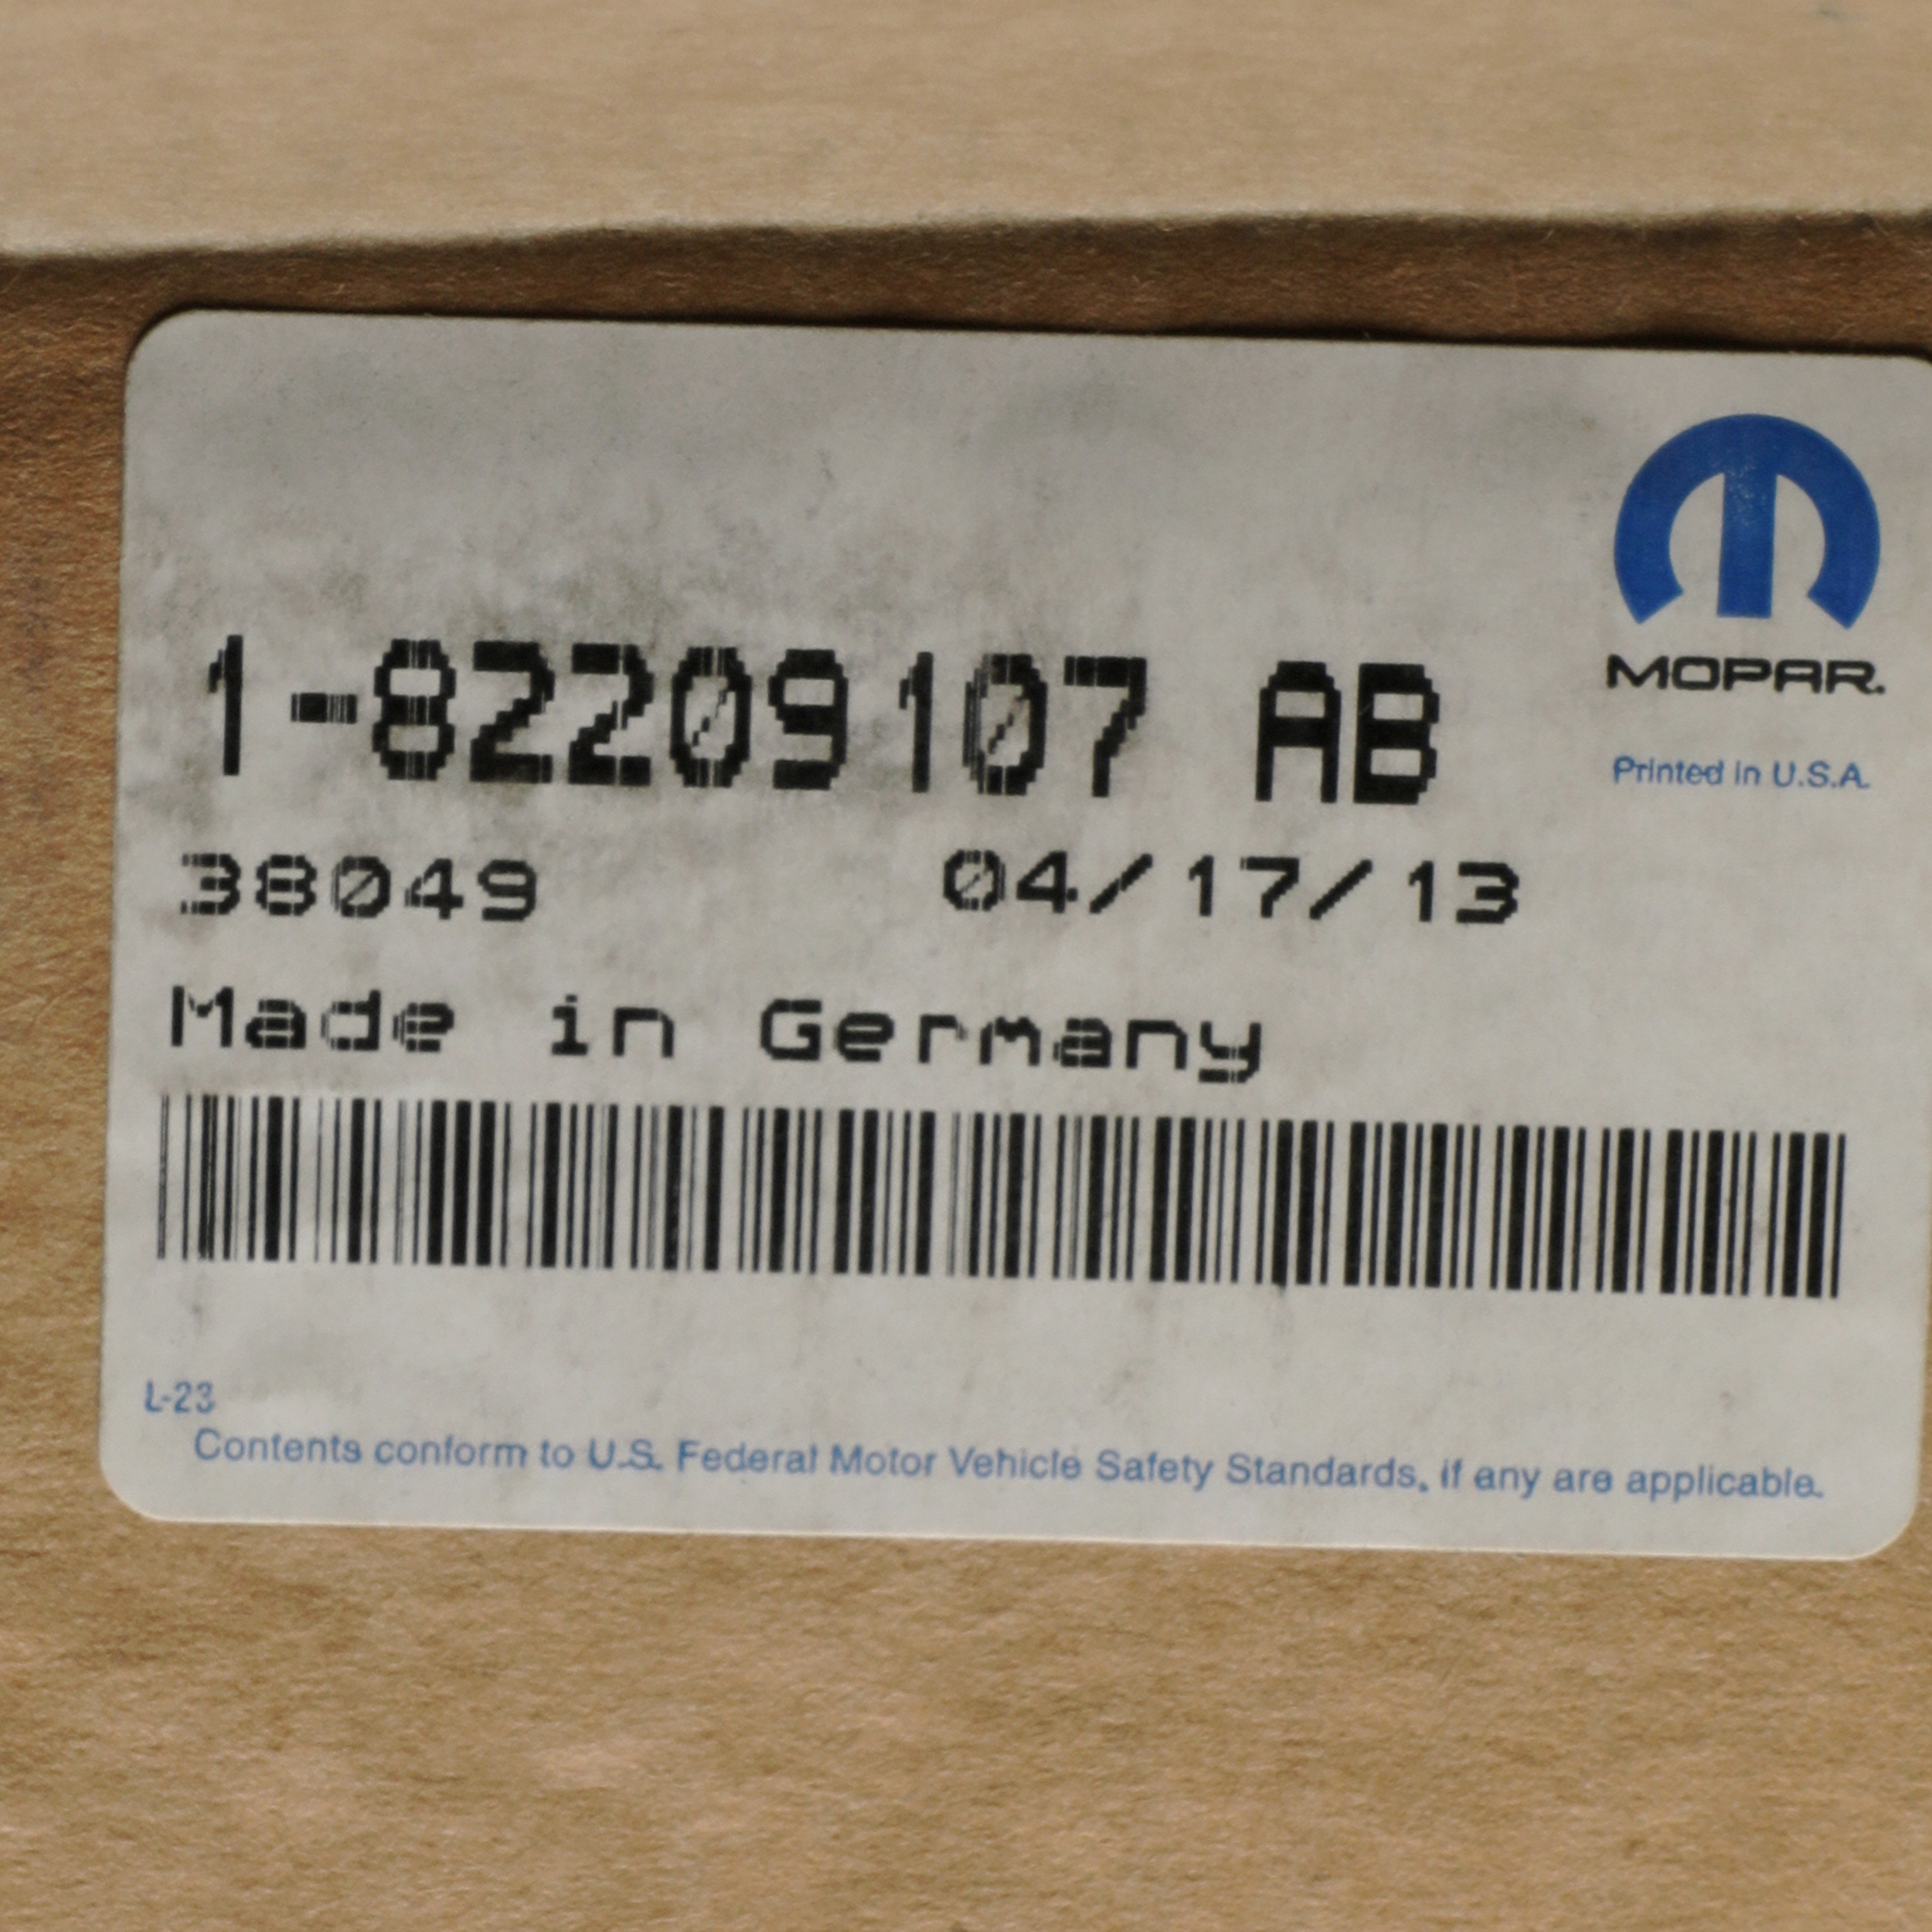 MOPAR.
1-82209107 AB
Printed in U.S.A.
38049 04/17/13
Made in Germany
L-23
Contents conform to U.S. Federal Motor Vehicle Safety Standards, if any are applicable.